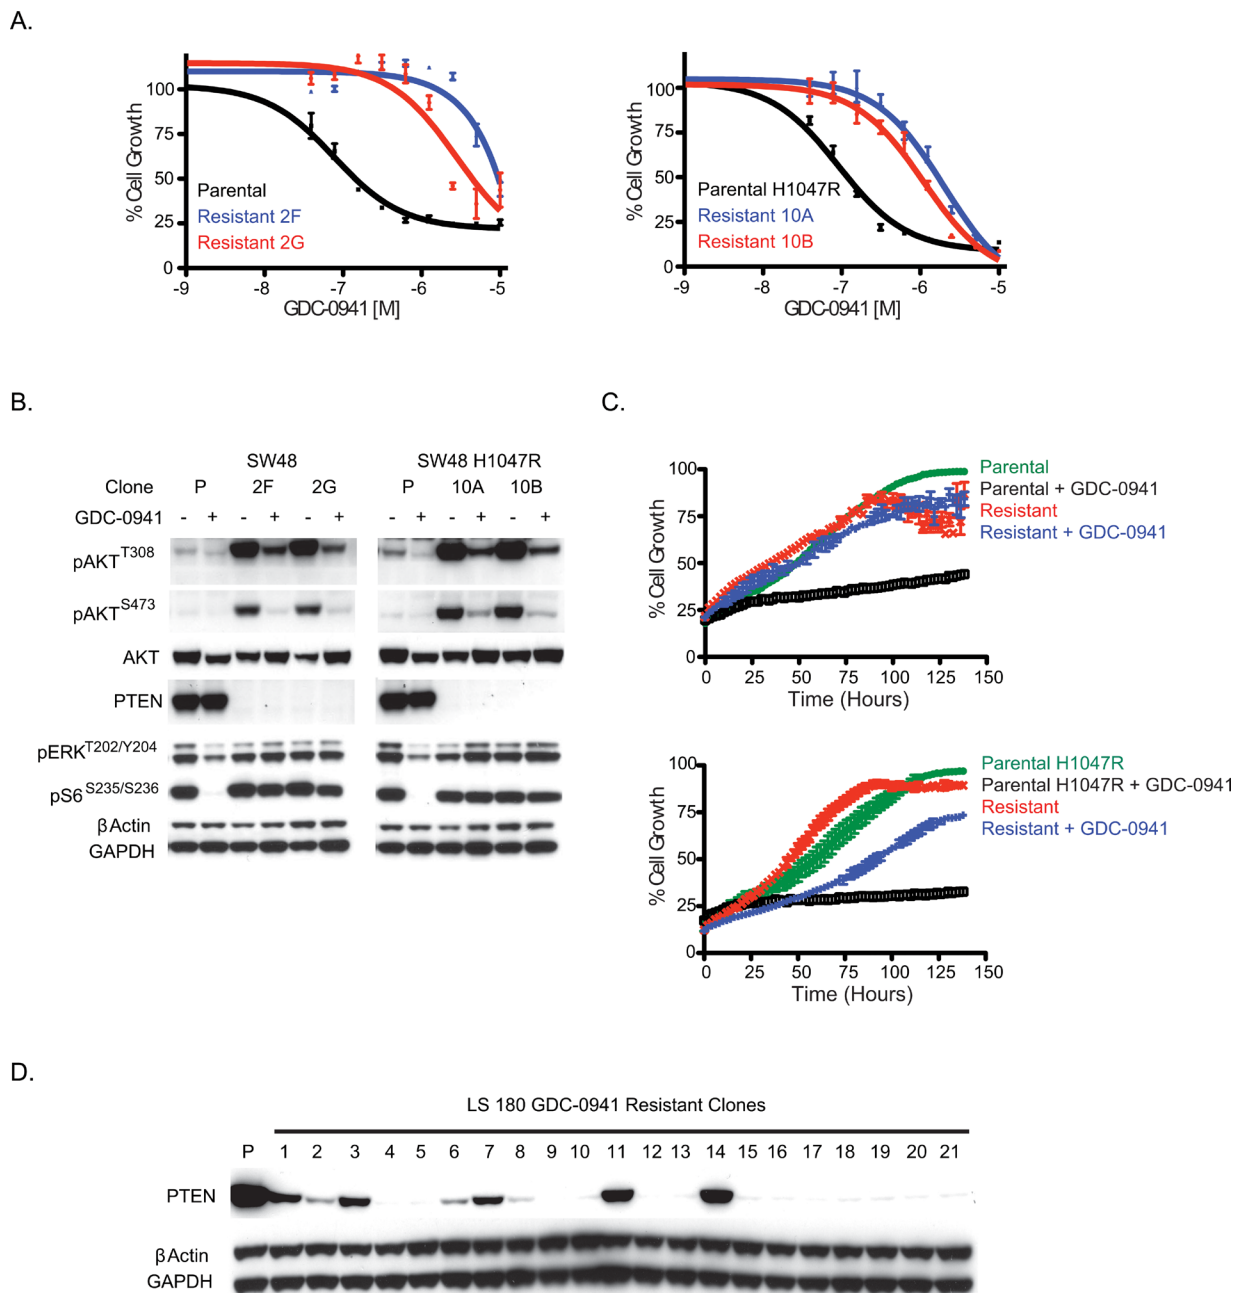 A.
% Cell Growth
100
75
50
25
0
Parental
Resistant 2F
Resistant 2G
-9 -8 -7 -6 -5
GDC-0941 [M]
% Cell Growth
100
75
50
25
0
Parental H1047R
Resistant 10A
Resistant 10B
-9 -8 -7 -6 -5
GDC-0941 [M]
B.
SW48 SW48 H1047R
Clone P 2F 2G P 10A 10B
GDC-0941 - + - + - + - + - + - +
pAKT T308
pAKT S473
AKT
PTEN
pERK T202/Y204
pS6 S235/S236
βActin
GAPDH
C.
% Cell Growth
100
75
50
25
0
Parental
Parental + GDC-0941
Resistant
Resistant + GDC-0941
0 25 50 75 100 125 150
Time (Hours)
% Cell Growth
100
75
50
25
0
Parental H1047R
Parental H1047R + GDC-0941
Resistant
Resistant + GDC-0941
0 25 50 75 100 125 150
Time (Hours)
D.
LS 180 GDC-0941 Resistant Clones
P 1 2 3 4 5 6 7 8 9 10 11 12 13 14 15 16 17 18 19 20 21
PTEN
βActin
GAPDH